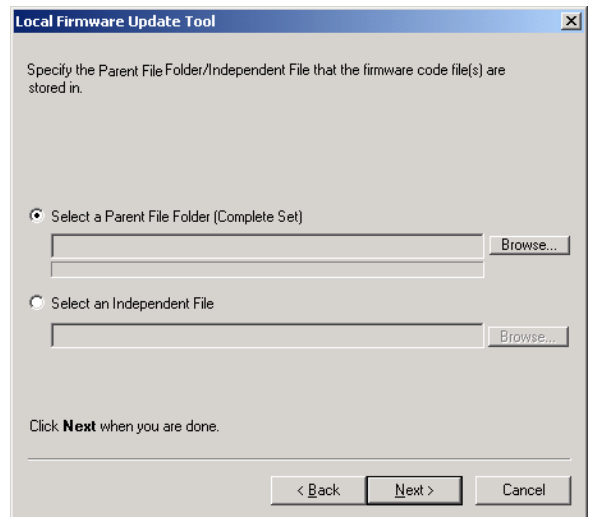 Local Firmware Update Tool
Specify the Parent File Folder/Independent File that the firmware code file(s) are
stored in.
Select a Parent File Folder (Complete Set)
Browse...
Select an Independent File
Browse...
Click Next when you are done.
< Back Next > Cancel